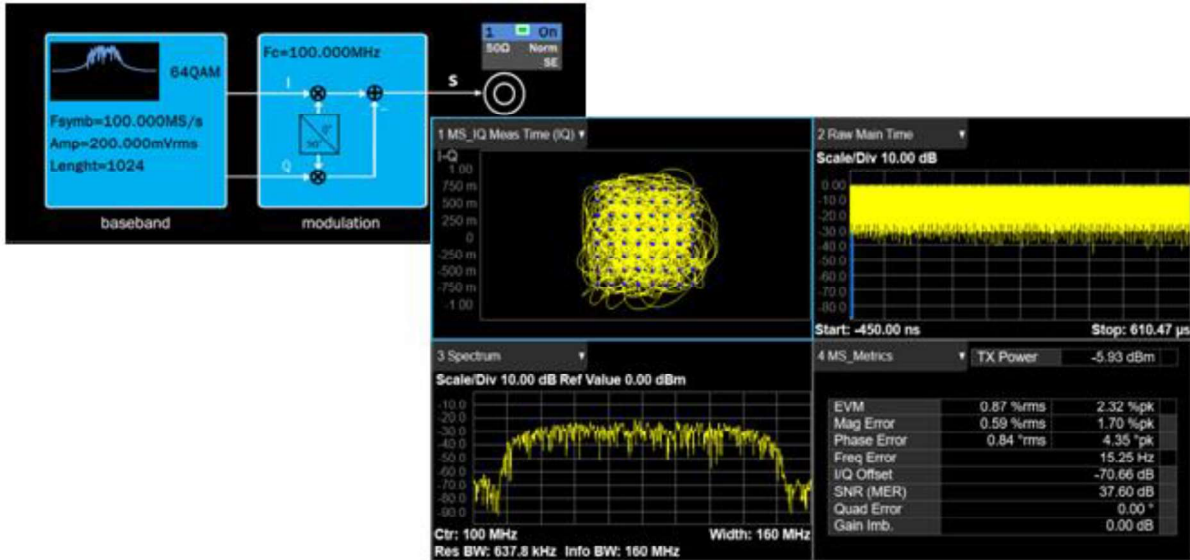 1 On
50Ω Norm
SE
64QAM
Fsymb=100.000MS/s
Amp=200.000mVrms
Lenght=1024
baseband
Fc=100.000MHz
I
0°
90°
Q
-
modulation
S
1 MS_IQ Meas Time (IQ)
I-Q
1.00
750 m
500 m
250 m
0
-250 m
-500 m
-750 m
-1.00
2 Raw Main Time
Scale/Div 10.00 dB
0.00
-10.0
-20.0
-30.0
-40.0
-50.0
-60.0
-70.0
-80.0
Start: -450.00 ns Stop: 610.47 µs
3 Spectrum
Scale/Div 10.00 dB Ref Value 0.00 dBm
-10.0
-20.0
-30.0
-40.0
-50.0
-60.0
-70.0
-80.0
-90.0
Ctr: 100 MHz Width: 160 MHz
Res BW: 637.8 kHz Info BW: 160 MHz
4 MS_Metrics TX Power -5.93 dBm
EVM 0.87 %rms 2.32 %pk
Mag Error 0.59 %rms 1.70 %pk
Phase Error 0.84 °rms 4.35 °pk
Freq Error 15.25 Hz
I/Q Offset -70.66 dB
SNR (MER) 37.60 dB
Quad Error 0.00 °
Gain Imb. 0.00 dB